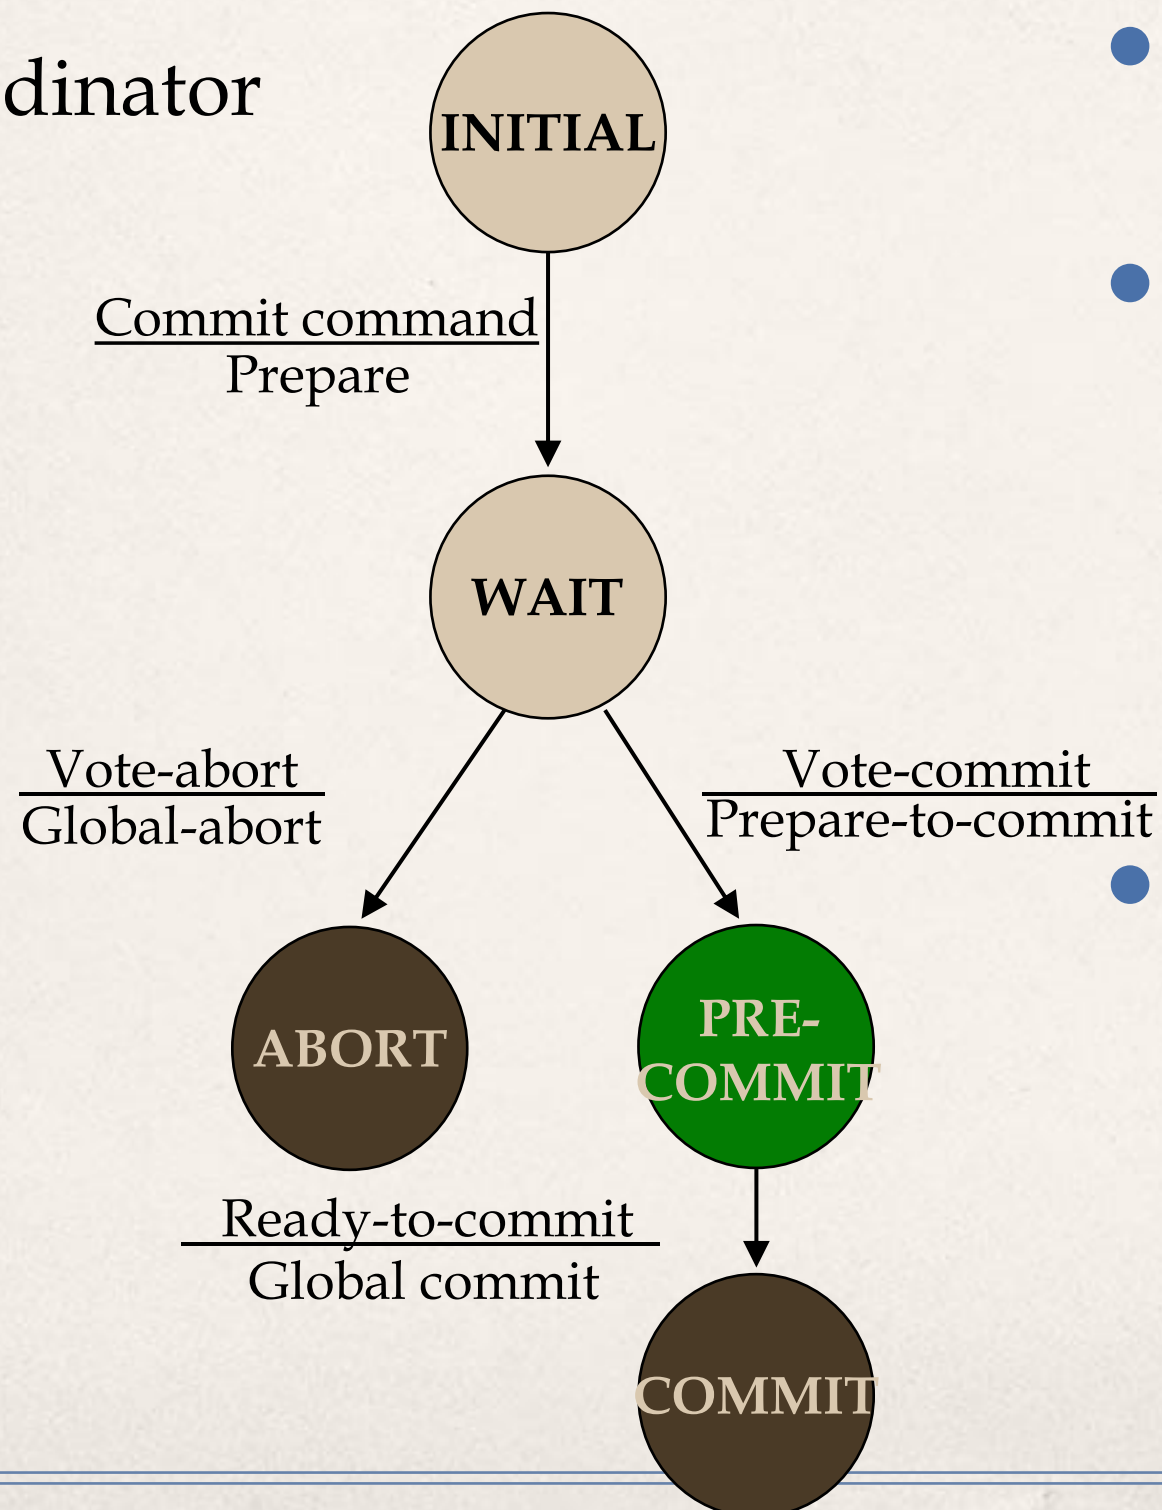 dinator
INITIAL
Commit command
Prepare
WAIT
Vote-abort
Global-abort
Vote-commit
Prepare-to-commit
ABORT
PRE-
COMMIT
Ready-to-commit
Global commit
COMMIT